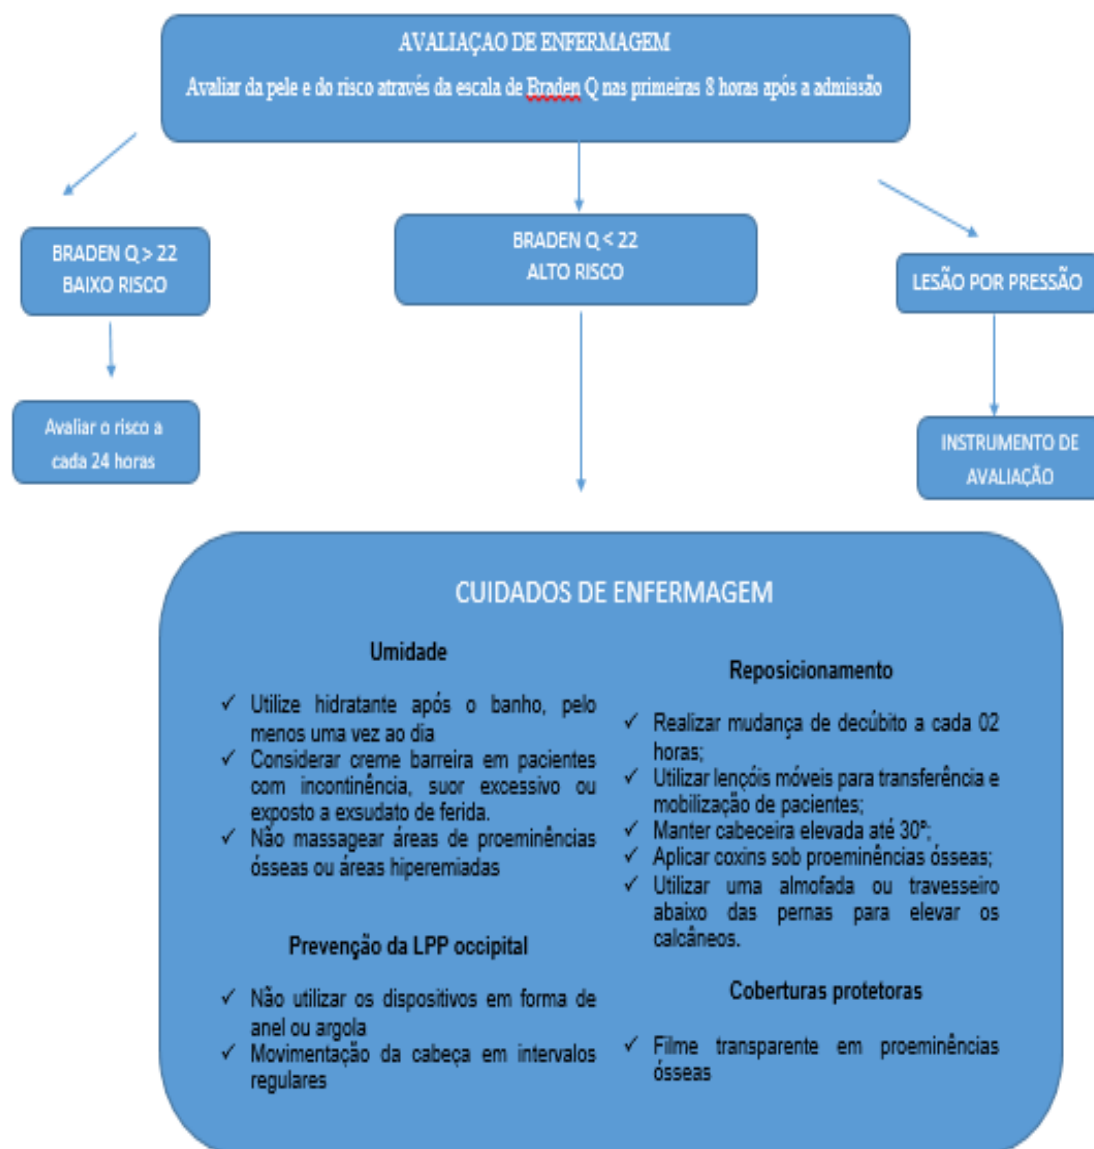 AVALIAÇAO DE ENFERMAGEM
Avaliar da pele e do risco através da escala de Braden Q nas primeiras 8 horas após a admissão
BRADEN Q > 22
BAIXO RISCO
BRADEN Q < 22
ALTO RISCO
LESÃO POR PRESSÃO
Avaliar o risco a
cada 24 horas
INSTRUMENTO DE
AVALIAÇÃO
CUIDADOS DE ENFERMAGEM
Umidade
✓ Utilize hidratante após o banho, pelo
menos uma vez ao dia
✓ Considerar creme barreira em pacientes
com incontinência, suor excessivo ou
exposto a exsudato de ferida.
✓ Não massagear áreas de proeminências
ósseas ou áreas hiperemiadas
Prevenção da LPP occipital
✓ Não utilizar os dispositivos em forma de
anel ou argola
✓ Movimentação da cabeça em intervalos
regulares
Reposicionamento
✓ Realizar mudança de decúbito a cada 02
horas;
✓ Utilizar lençóis móveis para transferência e
mobilização de pacientes;
✓ Manter cabeceira elevada até 30º;
✓ Aplicar coxins sob proeminências ósseas;
✓ Utilizar uma almofada ou travesseiro
abaixo das pernas para elevar os
calcâneos.
Coberturas protetoras
✓ Filme transparente em proeminências
ósseas